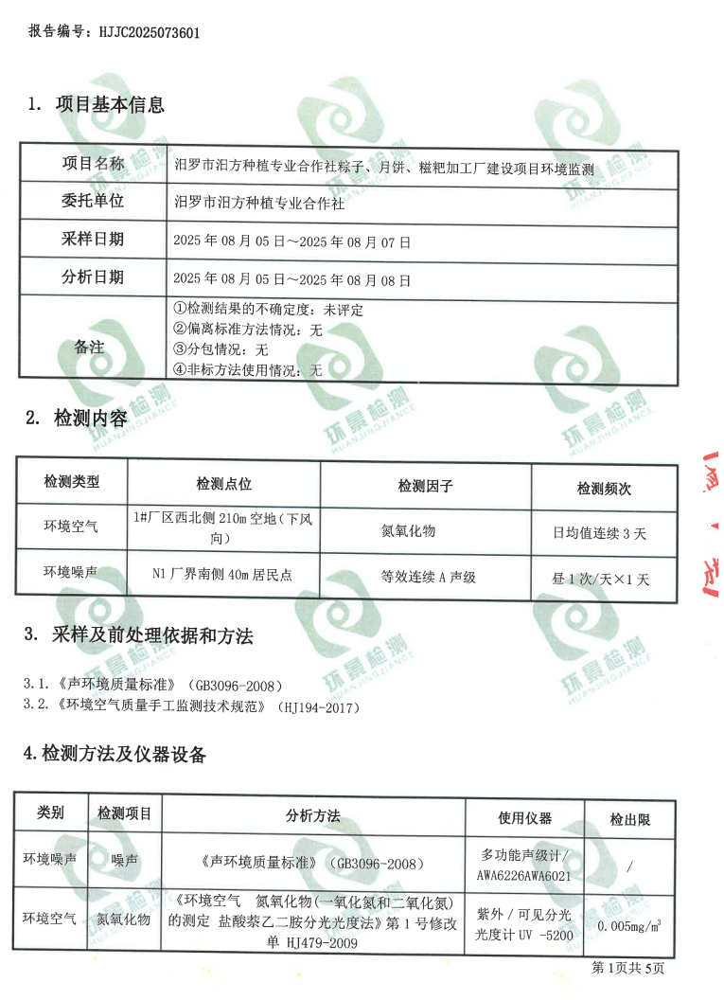 报告编号：HJJC2025073601
1. 项目基本信息
项目名称 汨罗市汨方种植专业合作社粽子、月饼、糍粑加工厂建设项目环境监测
委托单位 汨罗市汨方种植专业合作社
采样日期 2025 年 08 月 05 日～2025 年 08 月 07 日
分析日期 2025 年 08 月 05 日～2025 年 08 月 08 日
备注
①检测结果的不确定度：未评定
②偏离标准方法情况：无
③分包情况：无
④非标方法使用情况：无
2. 检测内容
检测类型 检测点位 检测因子 检测频次
环境空气 1#厂区西北侧 210m 空地（下风
向） 氮氧化物 日均值连续 3 天
环境噪声 N1 厂界南侧 40m 居民点 等效连续 A 声级 昼 1 次/天×1 天
3. 采样及前处理依据和方法
3.1.《声环境质量标准》（GB3096-2008）
3.2.《环境空气质量手工监测技术规范》（HJ194-2017）
4.检测方法及仪器设备
类别 检测项目 分析方法 使用仪器 检出限
环境噪声 噪声 《声环境质量标准》（GB3096-2008） 多功能声级计/
AWA6226AWA6021 /
环境空气 氮氧化物 《环境空气 氮氧化物(一氧化氮和二氧化氮)
的测定 盐酸萘乙二胺分光光度法》第 1 号修改
单 HJ479-2009 紫外 / 可见分光
光度计 UV -5200 0.005mg/m³
第 1页共 5页
环景检测
HUANJINGJIANCE